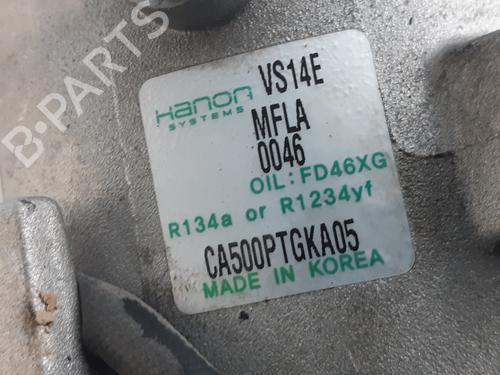 B-PARTS
Hanon
SYSTEMS
VS14E
MFLA
0046
OIL: FD46XG
R134a or R1234yf
CA500PTGKA05
MADE IN KOREA